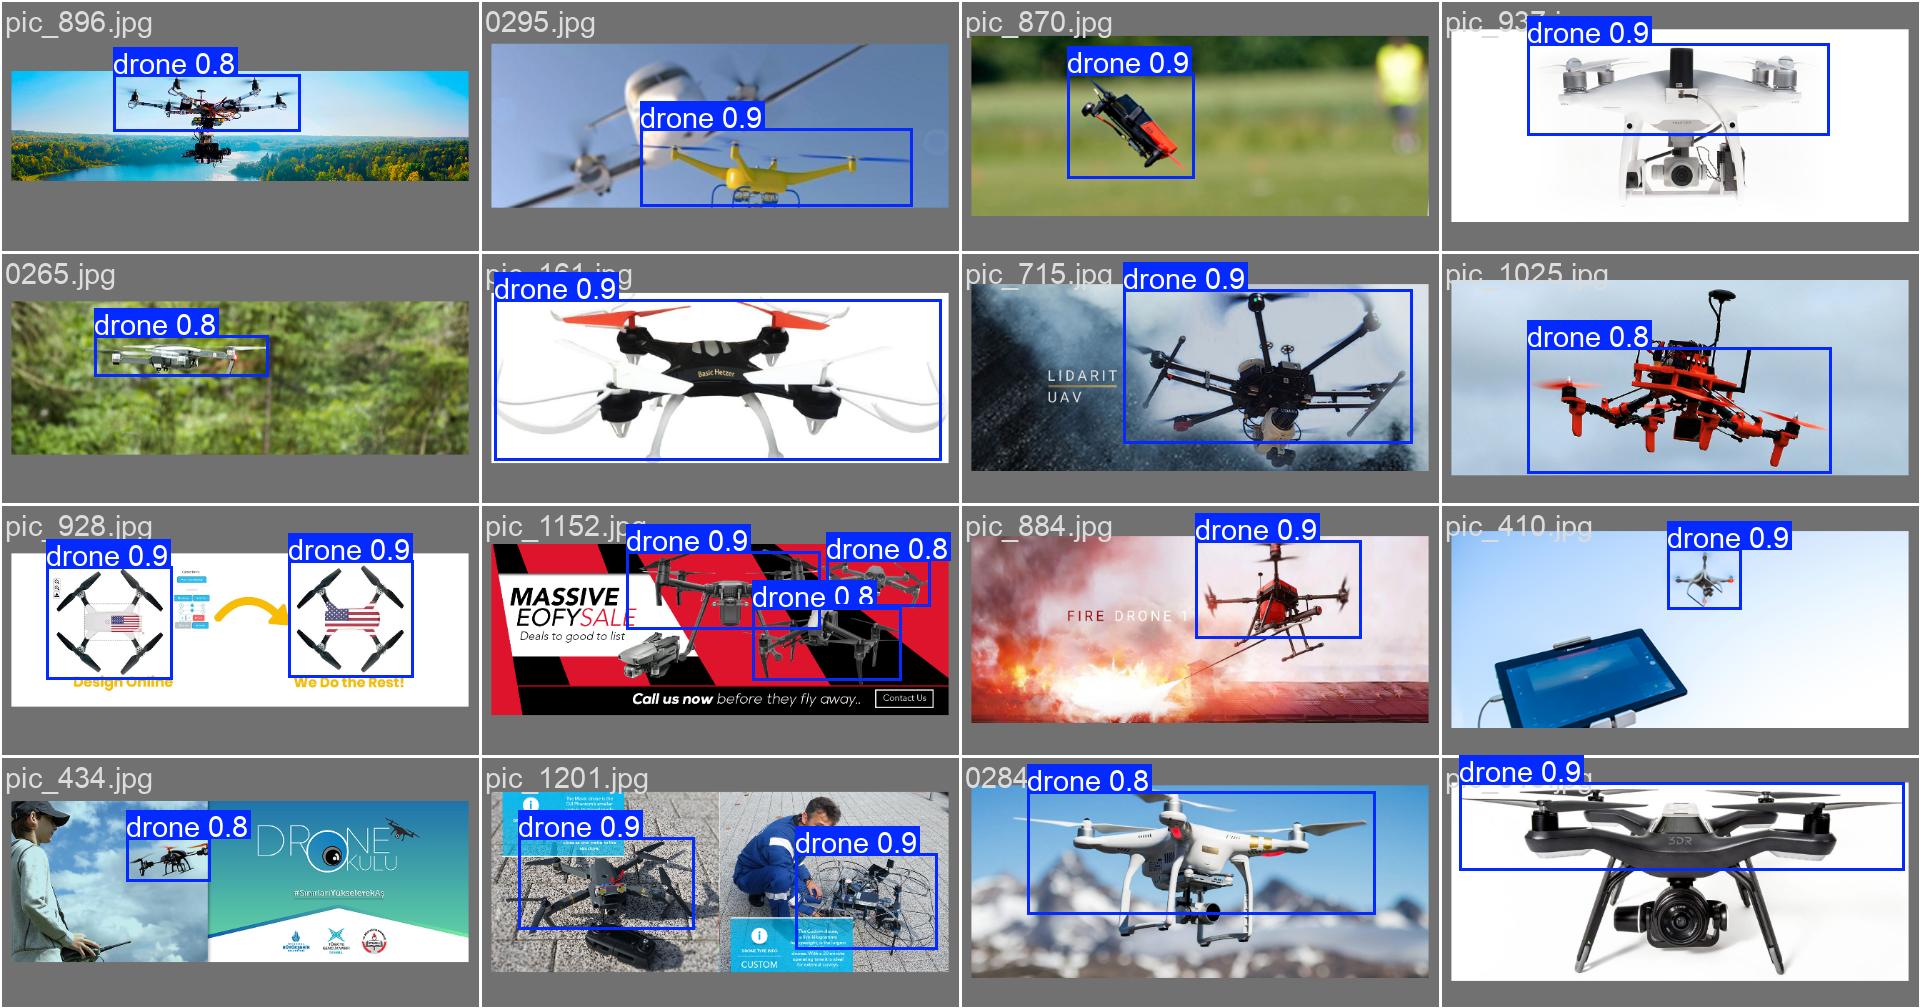 pic_896.jpg
drone 0.8
0295.jpg
drone 0.9
pic_870.jpg
drone 0.9
drone 0.9
0265.jpg
drone 0.8
drone 0.9
Basic Hetzer
pic_715.jpg
drone 0.9
LIDARIT
UAV
pic_1025.jpg
drone 0.8
pic_928.jpg
drone 0.9
drone 0.9
Design Online
We Do the Rest!
pic_1152.jpg
drone 0.9
drone 0.8
drone 0.8
MASSIVE
EOFYSALE
Deals to good to list
Call us now before they fly away..
Contact Us
pic_884.jpg
drone 0.9
FIRE DRONE 1
pic_410.jpg
drone 0.9
pic_434.jpg
drone 0.8
DRONE
OKULU
#SınırlarıYükselerekAş
pic_1201.jpg
drone 0.9
drone 0.9
CUSTOM
0284
drone 0.8
drone 0.9
3DR